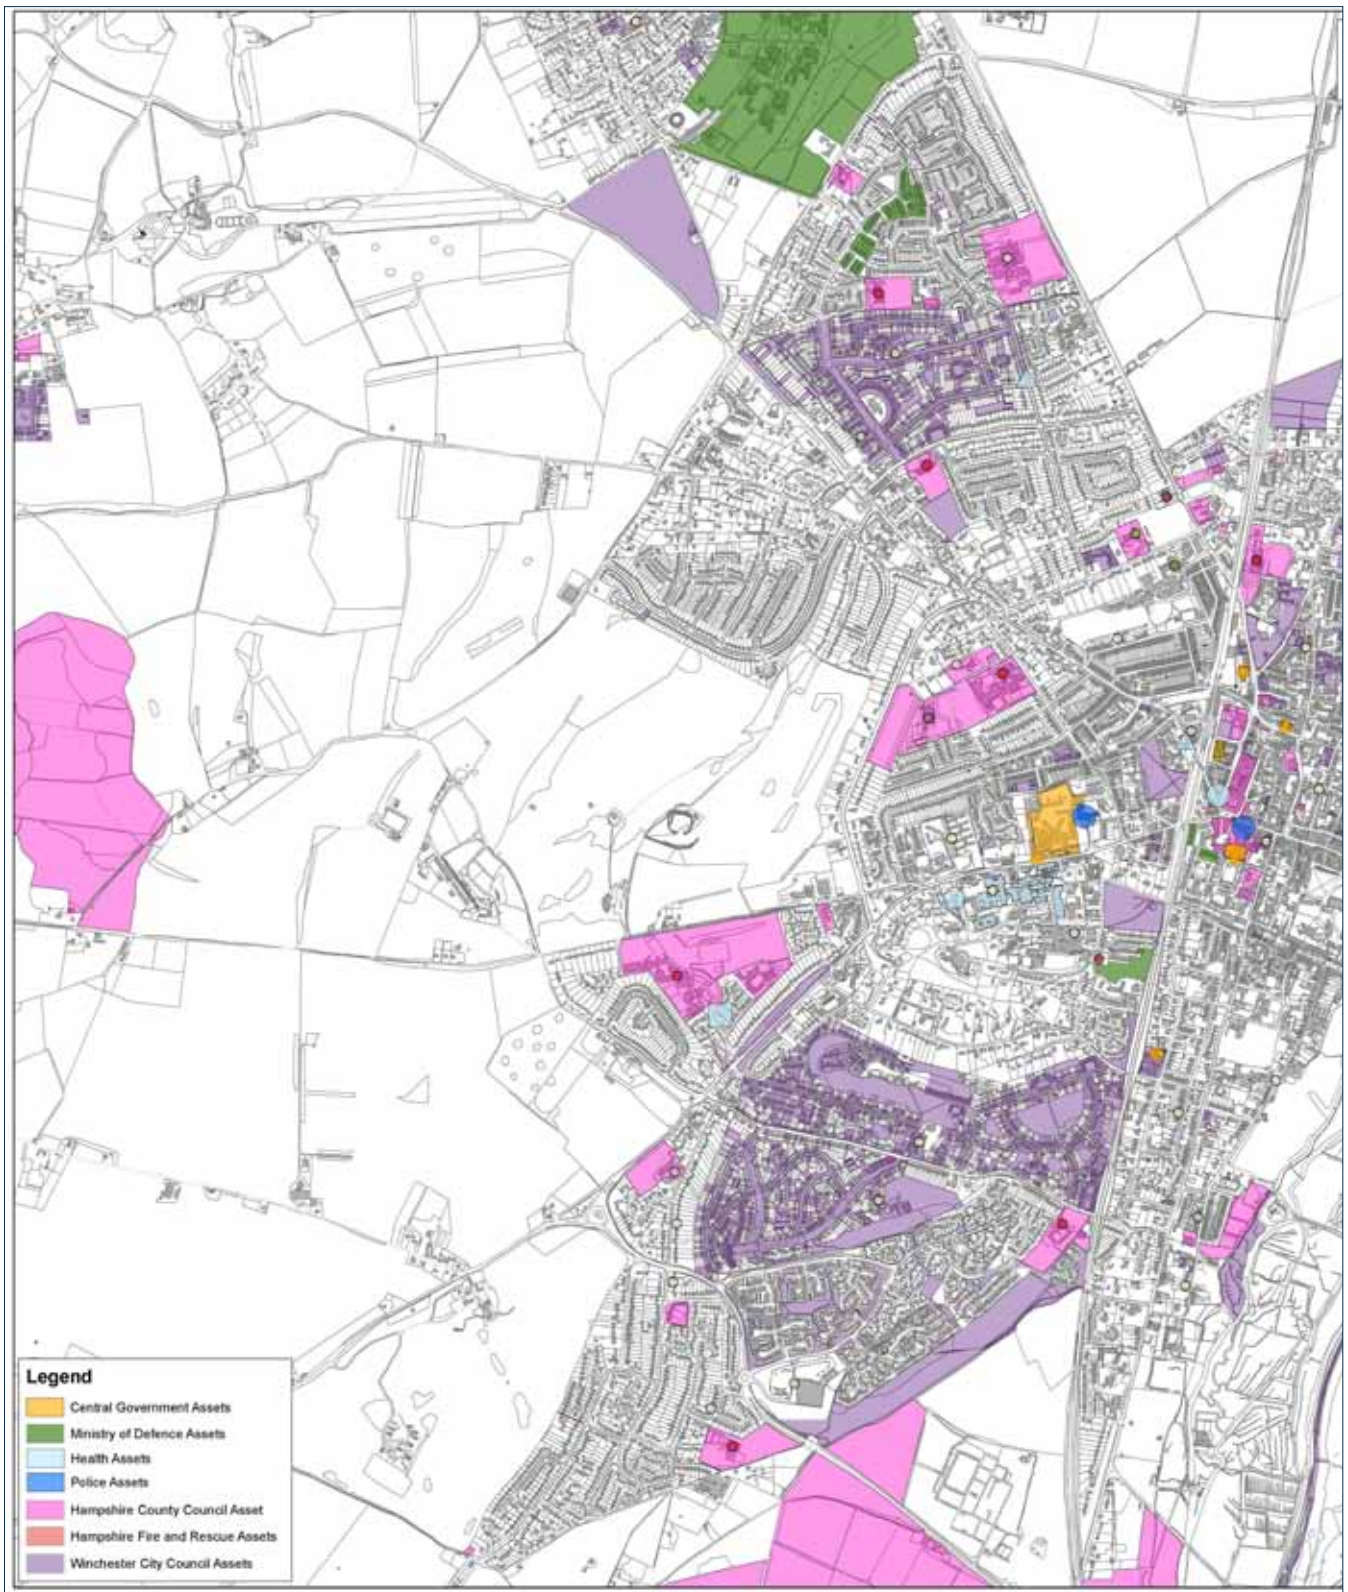 Legend
Central Government Assets
Ministry of Defence Assets
Health Assets
Police Assets
Hampshire County Council Asset
Hampshire Fire and Rescue Assets
Winchester City Council Assets